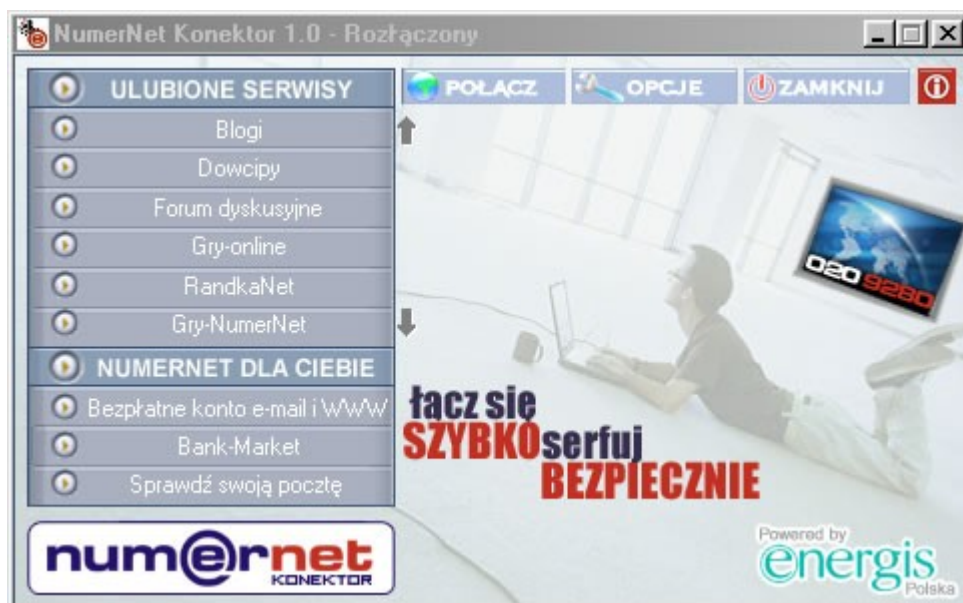 NumerNet Konektor 1.0 - Rozłączony
ULUBIONE SERWISY
Blogi
Dowcipy
Forum dyskusyjne
Gry-online
RandkaNet
Gry-NumerNet
NUMERNET DLA CIEBIE
Bezpłatne konto e-mail i WWW
Bank-Market
Sprawdź swoją pocztę
num@rnet
KONEKTOR
POŁĄCZ
OPCJE
ZAMKNIJ
020 9280
łącz się
SZYBKO serfuj
BEZPIECZNIE
Powered by
energis
Polska